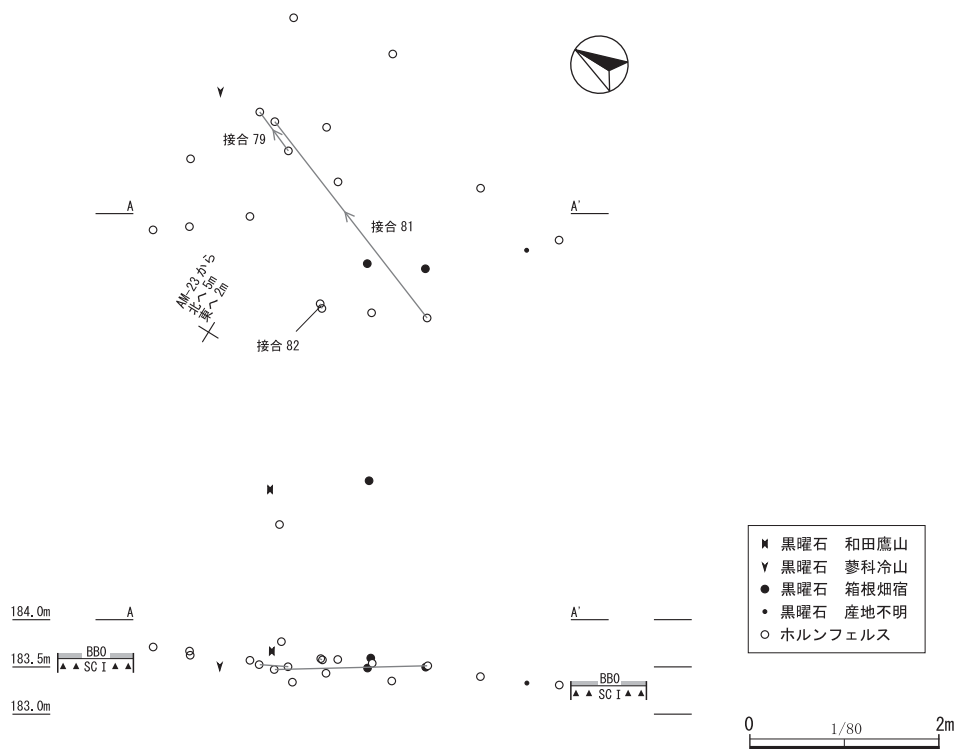 接合 79
A
A'
接合 81
AM-23 から
北へ 5m
東へ 2m
接合 82
黒曜石 和田鷹山
黒曜石 蓼科冷山
黒曜石 箱根畑宿
黒曜石 産地不明
ホルンフェルス
184.0m
A
A'
BB0
183.5m
SC I
BB0
SC I
183.0m
0
1/80
2m